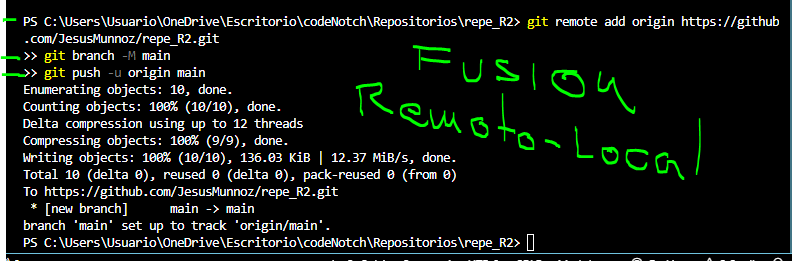 PS C:\Users\Usuario\OneDrive\Escritorio\codeNotch\Repositorios\repe_R2> git remote add origin https://github
.com/JesusMunnoz/repe_R2.git
>> git branch -M main
>> git push -u origin main
Enumerating objects: 10, done.
Counting objects: 100% (10/10), done.
Delta compression using up to 12 threads
Compressing objects: 100% (9/9), done.
Writing objects: 100% (10/10), 136.03 KiB | 12.37 MiB/s, done.
Total 10 (delta 0), reused 0 (delta 0), pack-reused 0 (from 0)
To https://github.com/JesusMunnoz/repe_R2.git
 * [new branch]      main -> main
branch 'main' set up to track 'origin/main'.
PS C:\Users\Usuario\OneDrive\Escritorio\codeNotch\Repositorios\repe_R2>
Fusion
Remoto-Local